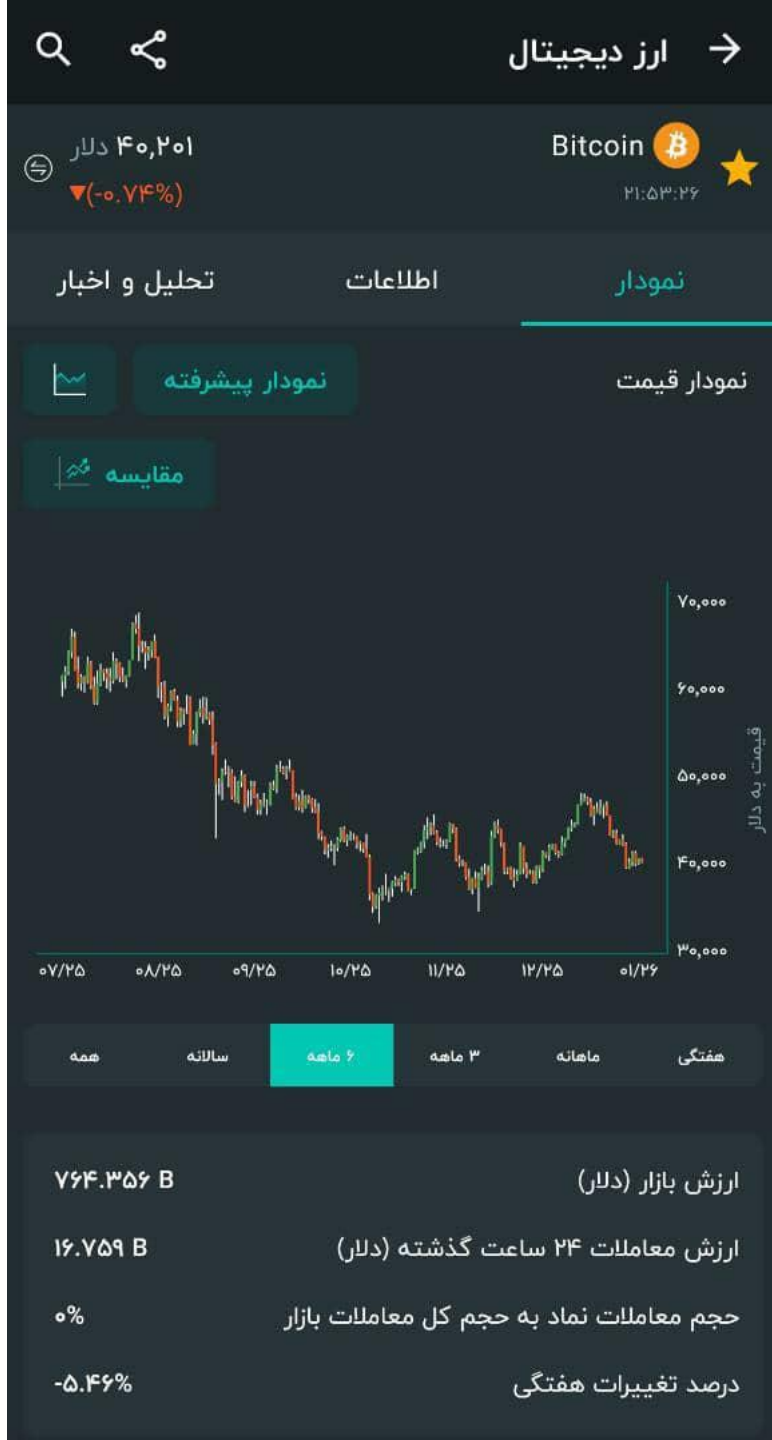 ارز دیجیتال
Bitcoin
۴۰,۲۰۱ دلار
۲۱:۵۳:۲۶
(-۰.۷۴%)▼
نمودار
اطلاعات
تحلیل و اخبار
نمودار قیمت
نمودار پیشرفته
مقایسه
۷۰,۰۰۰
۶۰,۰۰۰
۵۰,۰۰۰
۴۰,۰۰۰
۳۰,۰۰۰
قیمت به دلار
۰۷/۲۵ ۰۸/۲۵ ۰۹/۲۵ ۱۰/۲۵ ۱۱/۲۵ ۱۲/۲۵ ۰۱/۲۶
هفتگی ماهانه ۳ ماهه ۶ ماهه سالانه همه
ارزش بازار (دلار) ۷۶۴.۳۵۶ B
ارزش معاملات ۲۴ ساعت گذشته (دلار) ۱۶.۷۵۹ B
حجم معاملات نماد به حجم کل معاملات بازار ۰%
درصد تغییرات هفتگی -۵.۴۶%